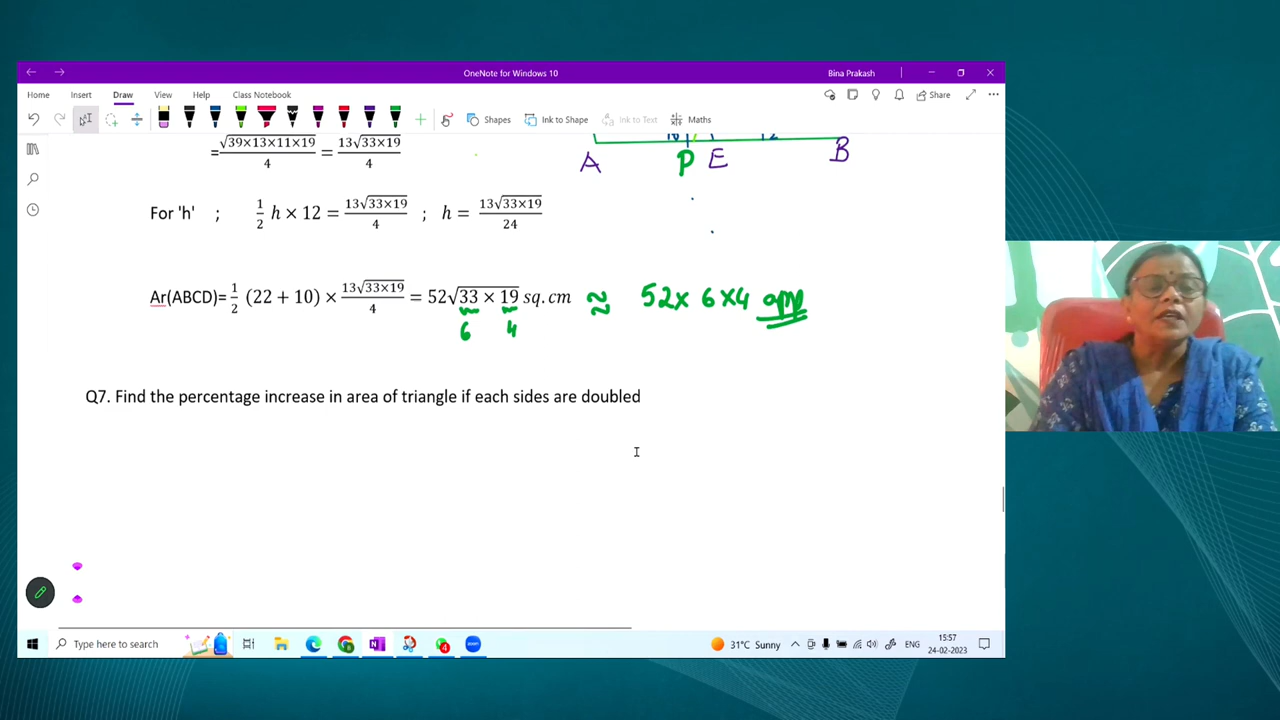 OneNote for Windows 10
Bina Prakash
Home Insert Draw View Help Class Notebook
Share
Shapes Ink to Shape Ink to Text Maths
=√(39×13×11×19)/4 = 13√(33×19)/4
A P E B
For 'h' ; 1/2 h × 12 = 13√(33×19)/4 ; h = 13√(33×19)/24
Ar(ABCD)= 1/2 (22 + 10) × 13√(33×19)/4 = 52√(33 × 19) sq.cm ≈ 52× 6×4 app
6 4
Q7. Find the percentage increase in area of triangle if each sides are doubled
Type here to search
4
31°C Sunny
ENG
15:57
24-02-2023